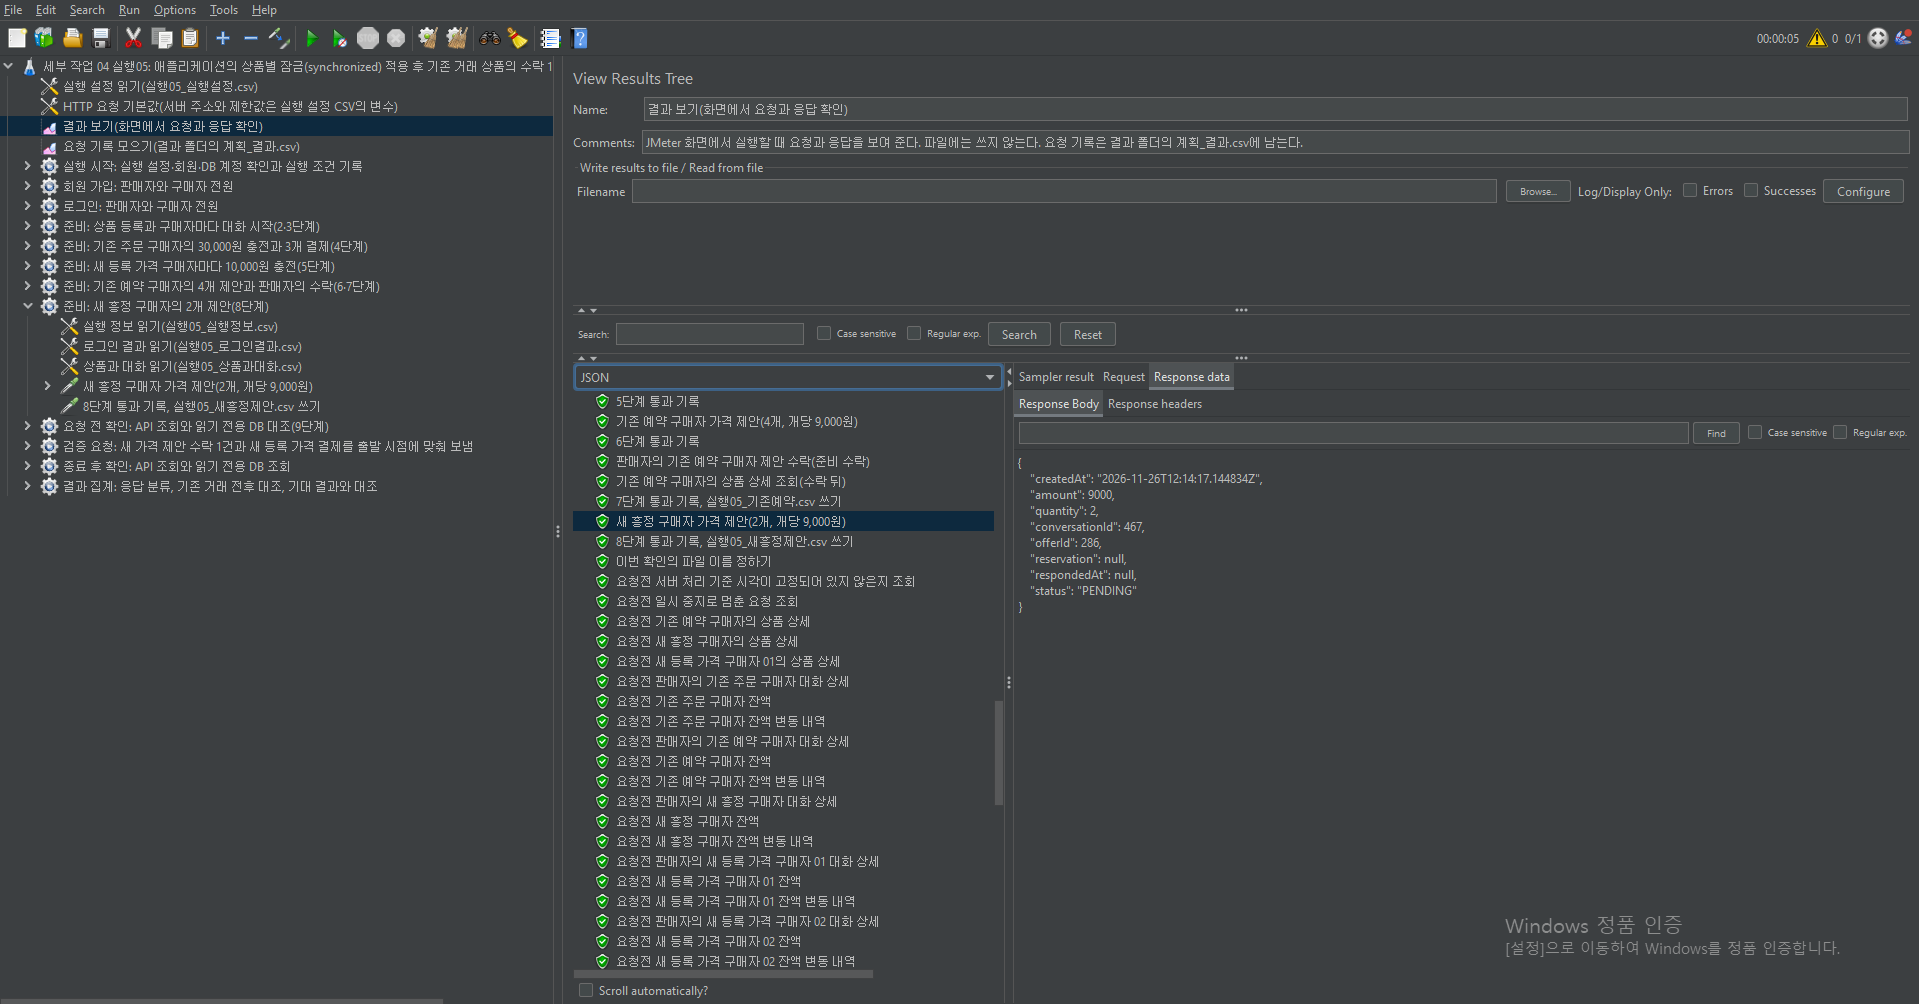 File Edit Search Run Options Tools Help
00:00:05 0 0/1
세부 작업 04 실행05: 애플리케이션의 상품별 잠금(synchronized) 적용 후 기존 거래 상품의 수락 1
실행 설정 읽기(실행05_실행설정.csv)
HTTP 요청 기본값(서버 주소와 제한값은 실행 설정 CSV의 변수)
결과 보기(화면에서 요청과 응답 확인)
요청 기록 모으기(결과 폴더의 계획_결과.csv)
실행 시작: 실행 설정·회원·DB 계정 확인과 실행 조건 기록
회원 가입: 판매자와 구매자 전원
로그인: 판매자와 구매자 전원
준비: 상품 등록과 구매자마다 대화 시작(2·3단계)
준비: 기존 주문 구매자의 30,000원 충전과 3개 결제(4단계)
준비: 새 등록 가격 구매자마다 10,000원 충전(5단계)
준비: 기존 예약 구매자의 4개 제안과 판매자의 수락(6·7단계)
준비: 새 흥정 구매자의 2개 제안(8단계)
실행 정보 읽기(실행05_실행정보.csv)
로그인 결과 읽기(실행05_로그인결과.csv)
상품과 대화 읽기(실행05_상품과대화.csv)
새 흥정 구매자 가격 제안(2개, 개당 9,000원)
8단계 통과 기록, 실행05_새흥정제안.csv 쓰기
요청 전 확인: API 조회와 읽기 전용 DB 대조(9단계)
검증 요청: 새 가격 제안 수락 1건과 새 등록 가격 결제를 출발 시점에 맞춰 보냄
종료 후 확인: API 조회와 읽기 전용 DB 조회
결과 집계: 응답 분류, 기존 거래 전후 대조, 기대 결과와 대조
View Results Tree
Name: 결과 보기(화면에서 요청과 응답 확인)
Comments: JMeter 화면에서 실행할 때 요청과 응답을 보여 준다. 파일에는 쓰지 않는다. 요청 기록은 결과 폴더의 계획_결과.csv에 남는다.
Write results to file / Read from file
Filename Browse... Log/Display Only: Errors Successes Configure
Search: Case sensitive Regular exp. Search Reset
JSON
5단계 통과 기록
기존 예약 구매자 가격 제안(4개, 개당 9,000원)
6단계 통과 기록
판매자의 기존 예약 구매자 제안 수락(준비 수락)
기존 예약 구매자의 상품 상세 조회(수락 뒤)
7단계 통과 기록, 실행05_기존예약.csv 쓰기
새 흥정 구매자 가격 제안(2개, 개당 9,000원)
8단계 통과 기록, 실행05_새흥정제안.csv 쓰기
이번 확인의 파일 이름 정하기
요청전 서버 처리 기준 시각이 고정되어 있지 않은지 조회
요청전 일시 중지로 멈춘 요청 조회
요청전 기존 예약 구매자의 상품 상세
요청전 새 흥정 구매자의 상품 상세
요청전 새 등록 가격 구매자 01의 상품 상세
요청전 판매자의 기존 주문 구매자 대화 상세
요청전 기존 주문 구매자 잔액
요청전 기존 주문 구매자 잔액 변동 내역
요청전 판매자의 기존 예약 구매자 대화 상세
요청전 기존 예약 구매자 잔액
요청전 기존 예약 구매자 잔액 변동 내역
요청전 판매자의 새 흥정 구매자 대화 상세
요청전 새 흥정 구매자 잔액
요청전 새 흥정 구매자 잔액 변동 내역
요청전 판매자의 새 등록 가격 구매자 01 대화 상세
요청전 새 등록 가격 구매자 01 잔액
요청전 새 등록 가격 구매자 01 잔액 변동 내역
요청전 판매자의 새 등록 가격 구매자 02 대화 상세
요청전 새 등록 가격 구매자 02 잔액
요청전 새 등록 가격 구매자 02 잔액 변동 내역
Scroll automatically?
Sampler result Request Response data
Response Body Response headers
Find Case sensitive Regular exp.
{
"createdAt": "2026-11-26T12:14:17.144834Z",
"amount": 9000,
"quantity": 2,
"conversationId": 467,
"offerId": 286,
"reservation": null,
"respondedAt": null,
"status": "PENDING"
}
Windows 정품 인증
[설정]으로 이동하여 Windows를 정품 인증합니다.